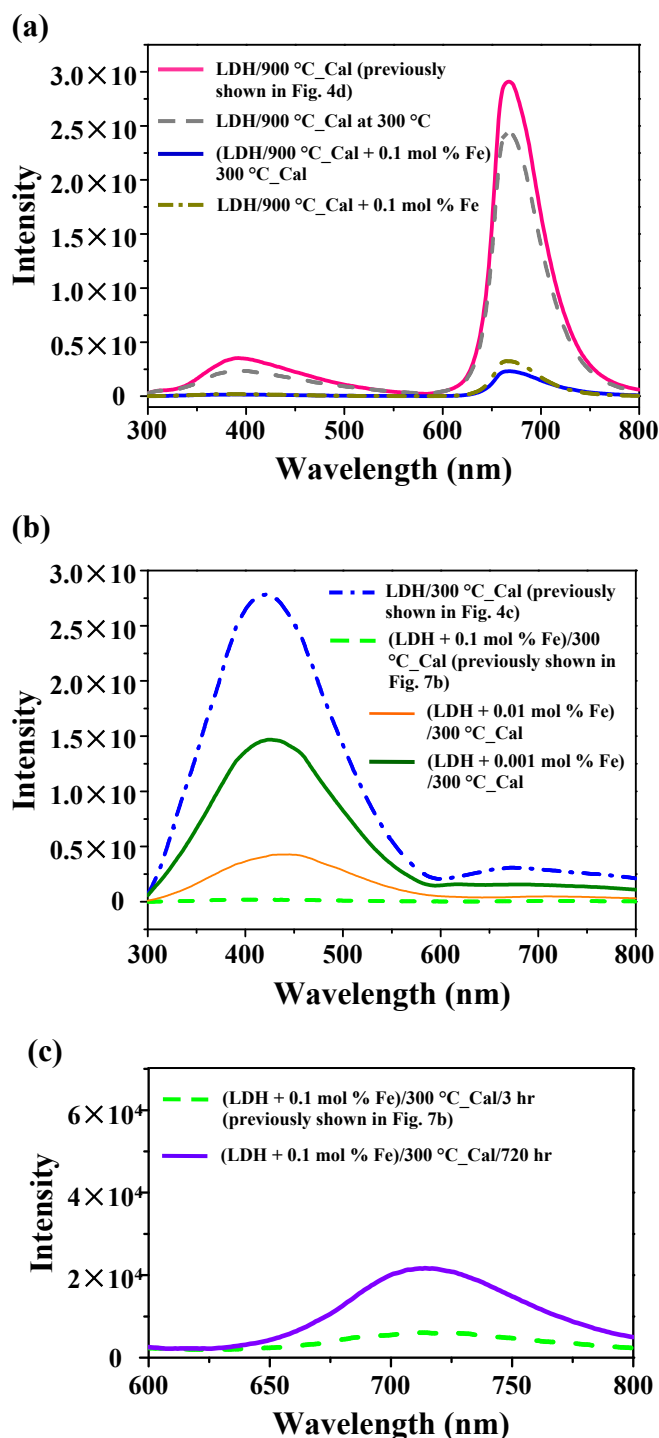 (a)
LDH/900 °C_Cal (previously
shown in Fig. 4d)
LDH/900 °C_Cal at 300 °C
(LDH/900 °C_Cal + 0.1 mol % Fe)
300 °C_Cal
LDH/900 °C_Cal + 0.1 mol % Fe
3.0×10
2.5×10
2.0×10
1.5×10
1.0×10
0.5×10
0
Intensity
300 400 500 600 700 800
Wavelength (nm)
(b)
LDH/300 °C_Cal (previously
shown in Fig. 4c)
(LDH + 0.1 mol % Fe)/300
°C_Cal (previously shown in
Fig. 7b)
(LDH + 0.01 mol % Fe)
/300 °C_Cal
(LDH + 0.001 mol % Fe)
/300 °C_Cal
3.0×10
2.5×10
2.0×10
1.5×10
1.0×10
0.5×10
0
Intensity
300 400 500 600 700 800
Wavelength (nm)
(c)
(LDH + 0.1 mol % Fe)/300 °C_Cal/3 hr
(previously shown in Fig. 7b)
(LDH + 0.1 mol % Fe)/300 °C_Cal/720 hr
6×10⁴
4×10⁴
2×10⁴
0
Intensity
600 650 700 750 800
Wavelength (nm)